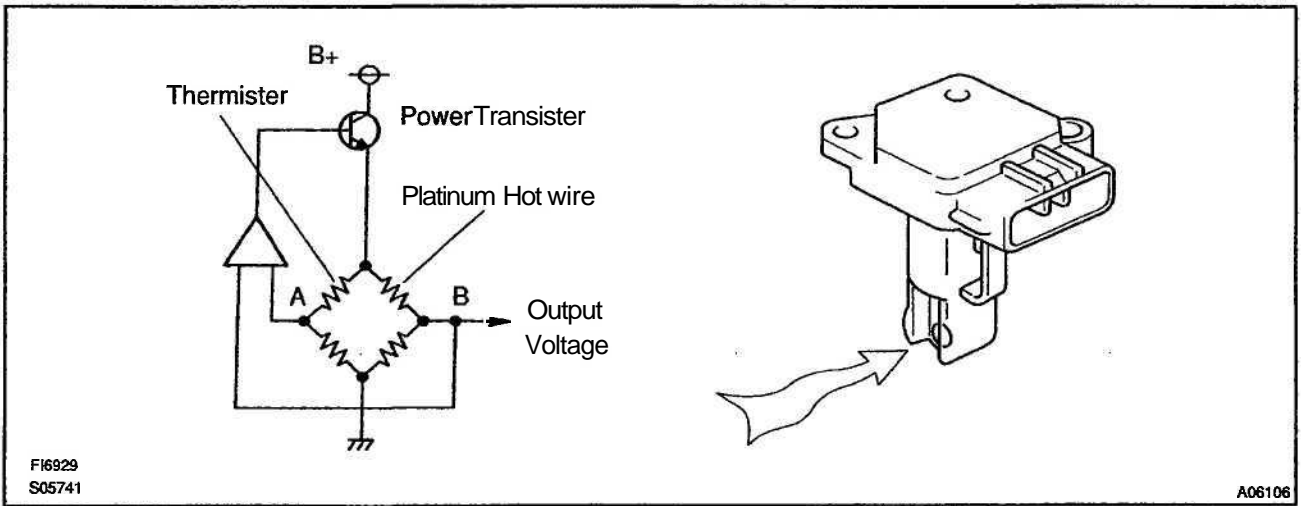 B+
Thermister
PowerTransister
Platinum Hot wire
A
B
Output
Voltage
FI6929
S05741
A06106